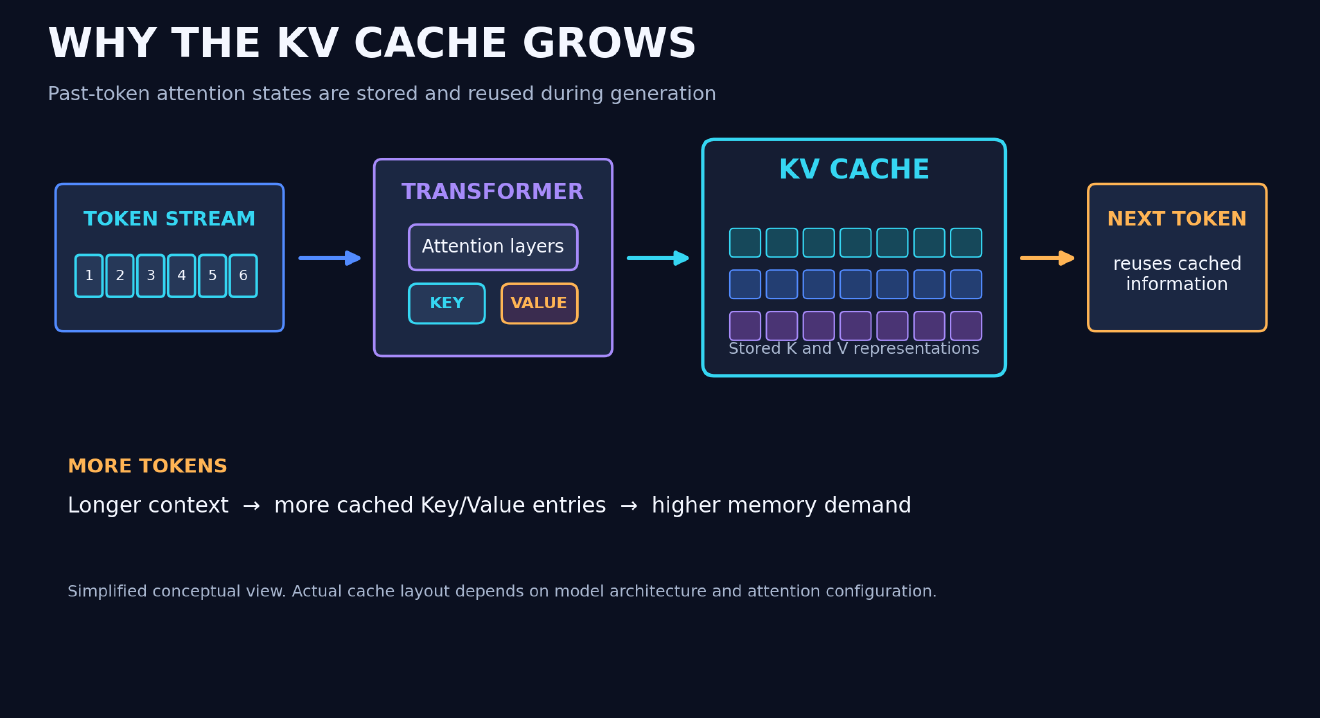 WHY THE KV CACHE GROWS
Past-token attention states are stored and reused during generation
TOKEN STREAM
1 2 3 4 5 6
TRANSFORMER
Attention layers
KEY VALUE
KV CACHE
Stored K and V representations
NEXT TOKEN
reuses cached
information
MORE TOKENS
Longer context → more cached Key/Value entries → higher memory demand
Simplified conceptual view. Actual cache layout depends on model architecture and attention configuration.